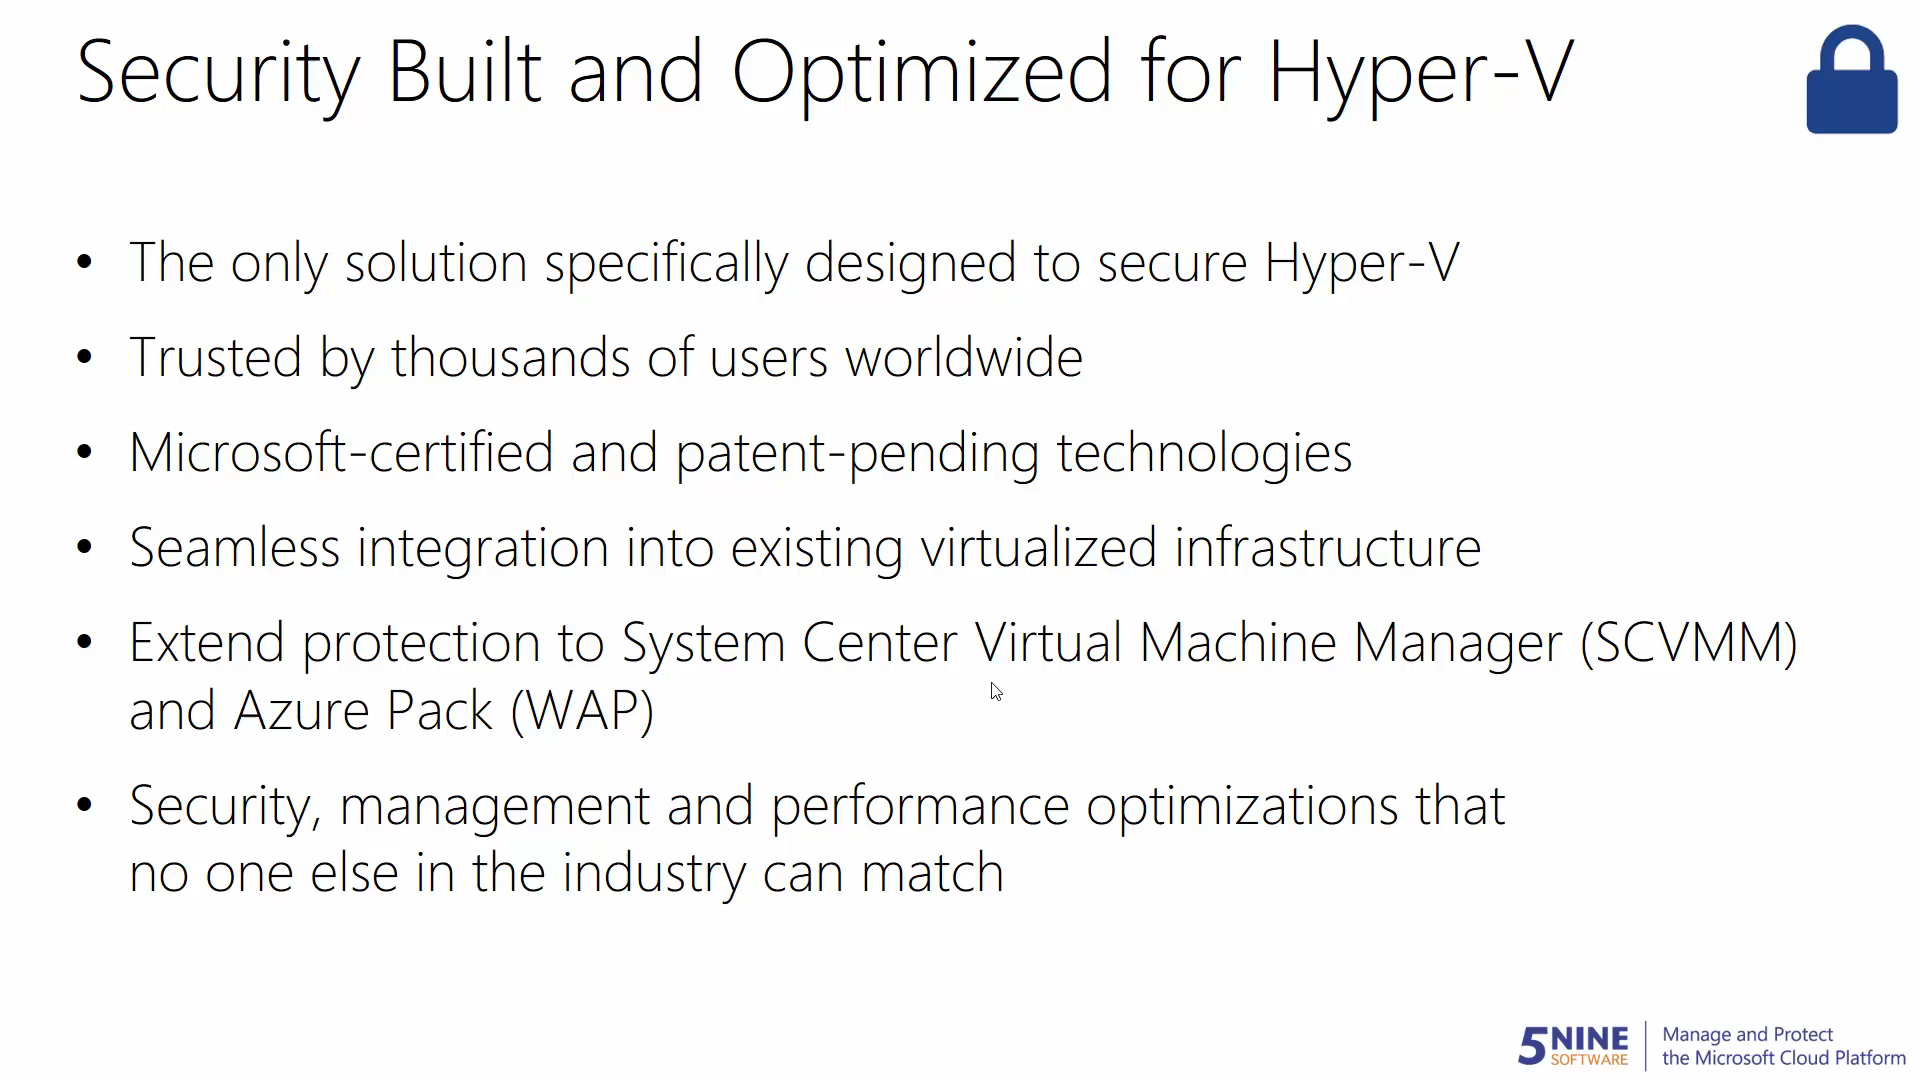 Security Built and Optimized for Hyper-V
• The only solution specifically designed to secure Hyper-V
• Trusted by thousands of users worldwide
• Microsoft-certified and patent-pending technologies
• Seamless integration into existing virtualized infrastructure
• Extend protection to System Center Virtual Machine Manager (SCVMM)
and Azure Pack (WAP)
• Security, management and performance optimizations that
no one else in the industry can match
5NINE SOFTWARE
Manage and Protect
the Microsoft Cloud Platform